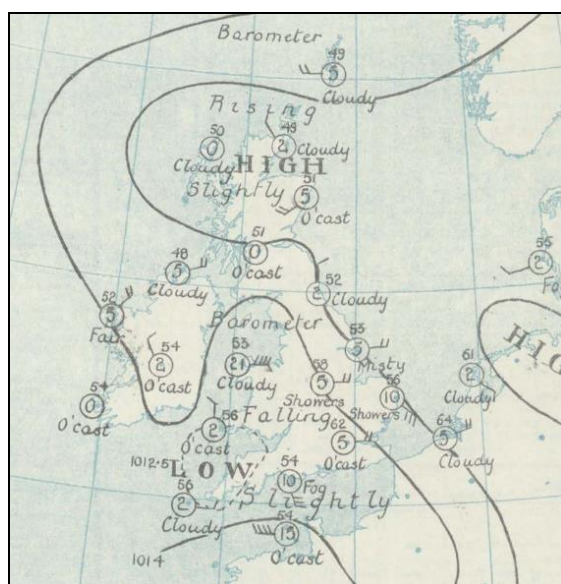 Barometer
49
5
Cloudy
Rising
50
0
Cloudy
49
2
Cloudy
HIGH
Slightly
51
5
O'cast
51
0
O'cast
48
5
Cloudy
52
2
Cloudy
55
2
52
5
Fair
Barometer
53
5
Misty
HIG
54
2
O'cast
53
21
Cloudy
58
5
Showers
56
10
Showers
61
2
Cloudy
54
0
O'cast
Falling
56
2
O'cast
62
5
O'cast
64
5
Cloudy
1012·5
LOW
54
10
Fog
Slightly
56
2
Cloudy
54
15
O'cast
1014